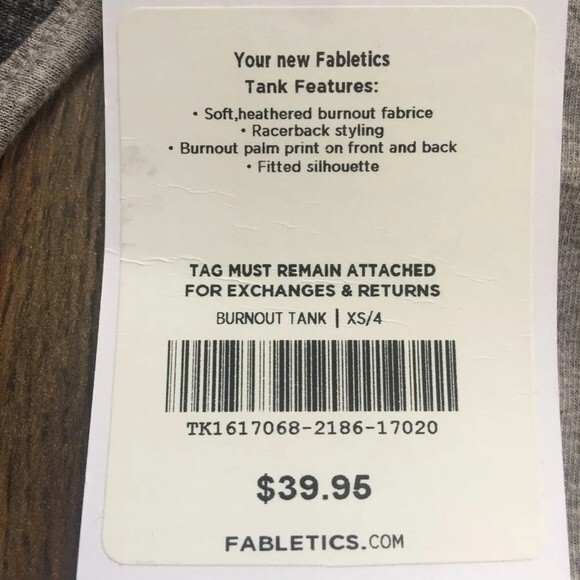 Your new Fabletics
Tank Features:
• Soft,heathered burnout fabrice
• Racerback styling
• Burnout palm print on front and back
• Fitted silhouette
TAG MUST REMAIN ATTACHED
FOR EXCHANGES & RETURNS
BURNOUT TANK | XS/4
TK1617068-2186-17020
$39.95
FABLETICS.COM